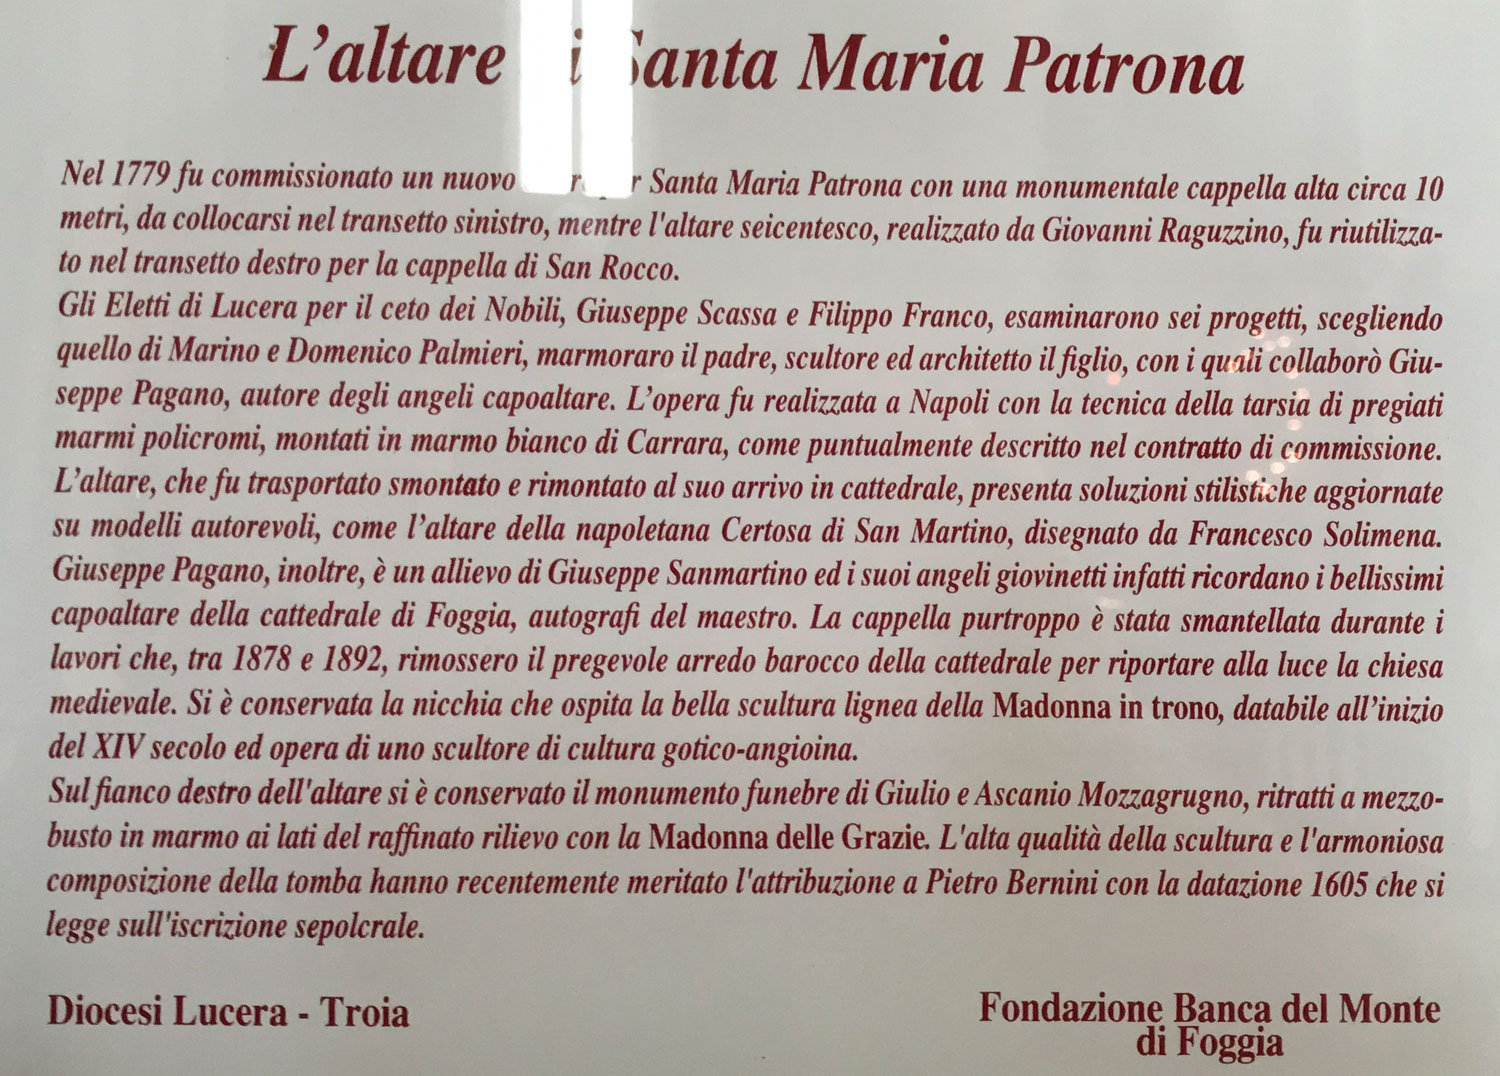 L'altare di Santa Maria Patrona
Nel 1779 fu commissionato un nuovo Santa Maria Patrona con una monumentale cappella alta circa 10
metri, da collocarsi nel transetto sinistro, mentre l'altare seicentesco, realizzato da Giovanni Raguzzino, fu riutilizza-
to nel transetto destro per la cappella di San Rocco.
Gli Eletti di Lucera per il ceto dei Nobili, Giuseppe Scassa e Filippo Franco, esaminarono sei progetti, scegliendo
quello di Marino e Domenico Palmieri, marmoraro il padre, scultore ed architetto il figlio, con i quali collaborò Giu-
seppe Pagano, autore degli angeli capoaltare. L'opera fu realizzata a Napoli con la tecnica della tarsia di pregiati
marmi policromi, montati in marmo bianco di Carrara, come puntualmente descritto nel contratto di commissione.
L'altare, che fu trasportato smontato e rimontato al suo arrivo in cattedrale, presenta soluzioni stilistiche aggiornate
su modelli autorevoli, come l'altare della napoletana Certosa di San Martino, disegnato da Francesco Solimena.
Giuseppe Pagano, inoltre, è un allievo di Giuseppe Sanmartino ed i suoi angeli giovinetti infatti ricordano i bellissimi
capoaltare della cattedrale di Foggia, autografi del maestro. La cappella purtroppo è stata smantellata durante i
lavori che, tra 1878 e 1892, rimossero il pregevole arredo barocco della cattedrale per riportare alla luce la chiesa
medievale. Si è conservata la nicchia che ospita la bella scultura lignea della Madonna in trono, databile all'inizio
del XIV secolo ed opera di uno scultore di cultura gotico-angioina.
Sul fianco destro dell'altare si è conservato il monumento funebre di Giulio e Ascanio Mozzagrugno, ritratti a mezzo-
busto in marmo ai lati del raffinato rilievo con la Madonna delle Grazie. L'alta qualità della scultura e l'armoniosa
composizione della tomba hanno recentemente meritato l'attribuzione a Pietro Bernini con la datazione 1605 che si
legge sull'iscrizione sepolcrale.
Diocesi Lucera - Troia
Fondazione Banca del Monte
di Foggia